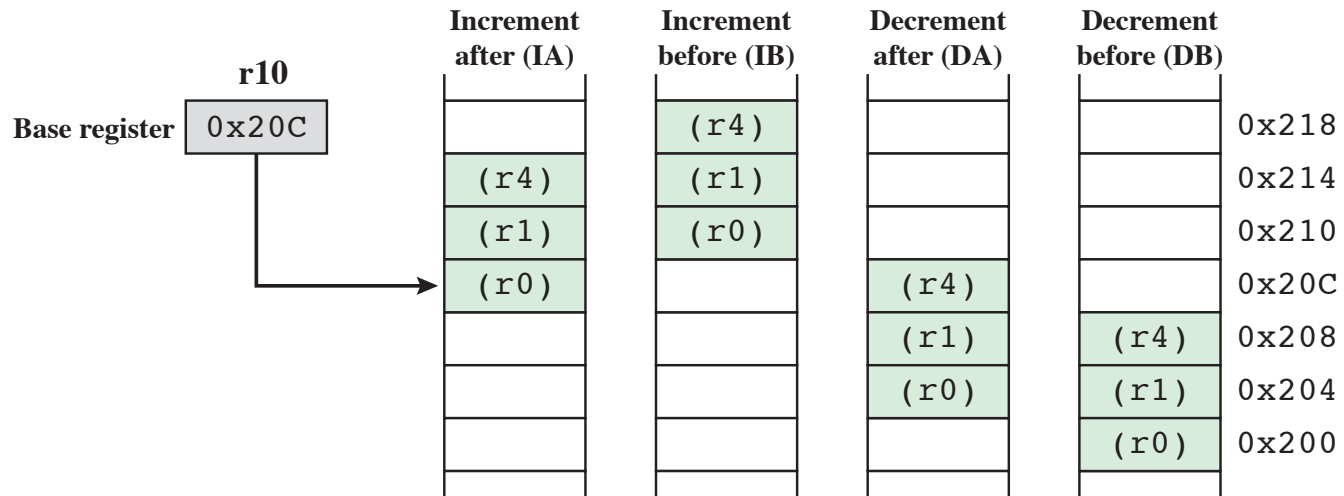 Increment Increment Decrement Decrement
after (IA) before (IB) after (DA) before (DB)
r10
Base register 0x20C
(r4) 0x218
(r4) (r1) 0x214
(r1) (r0) 0x210
(r0) (r4) 0x20C
(r1) (r4) 0x208
(r0) (r1) 0x204
(r0) 0x200